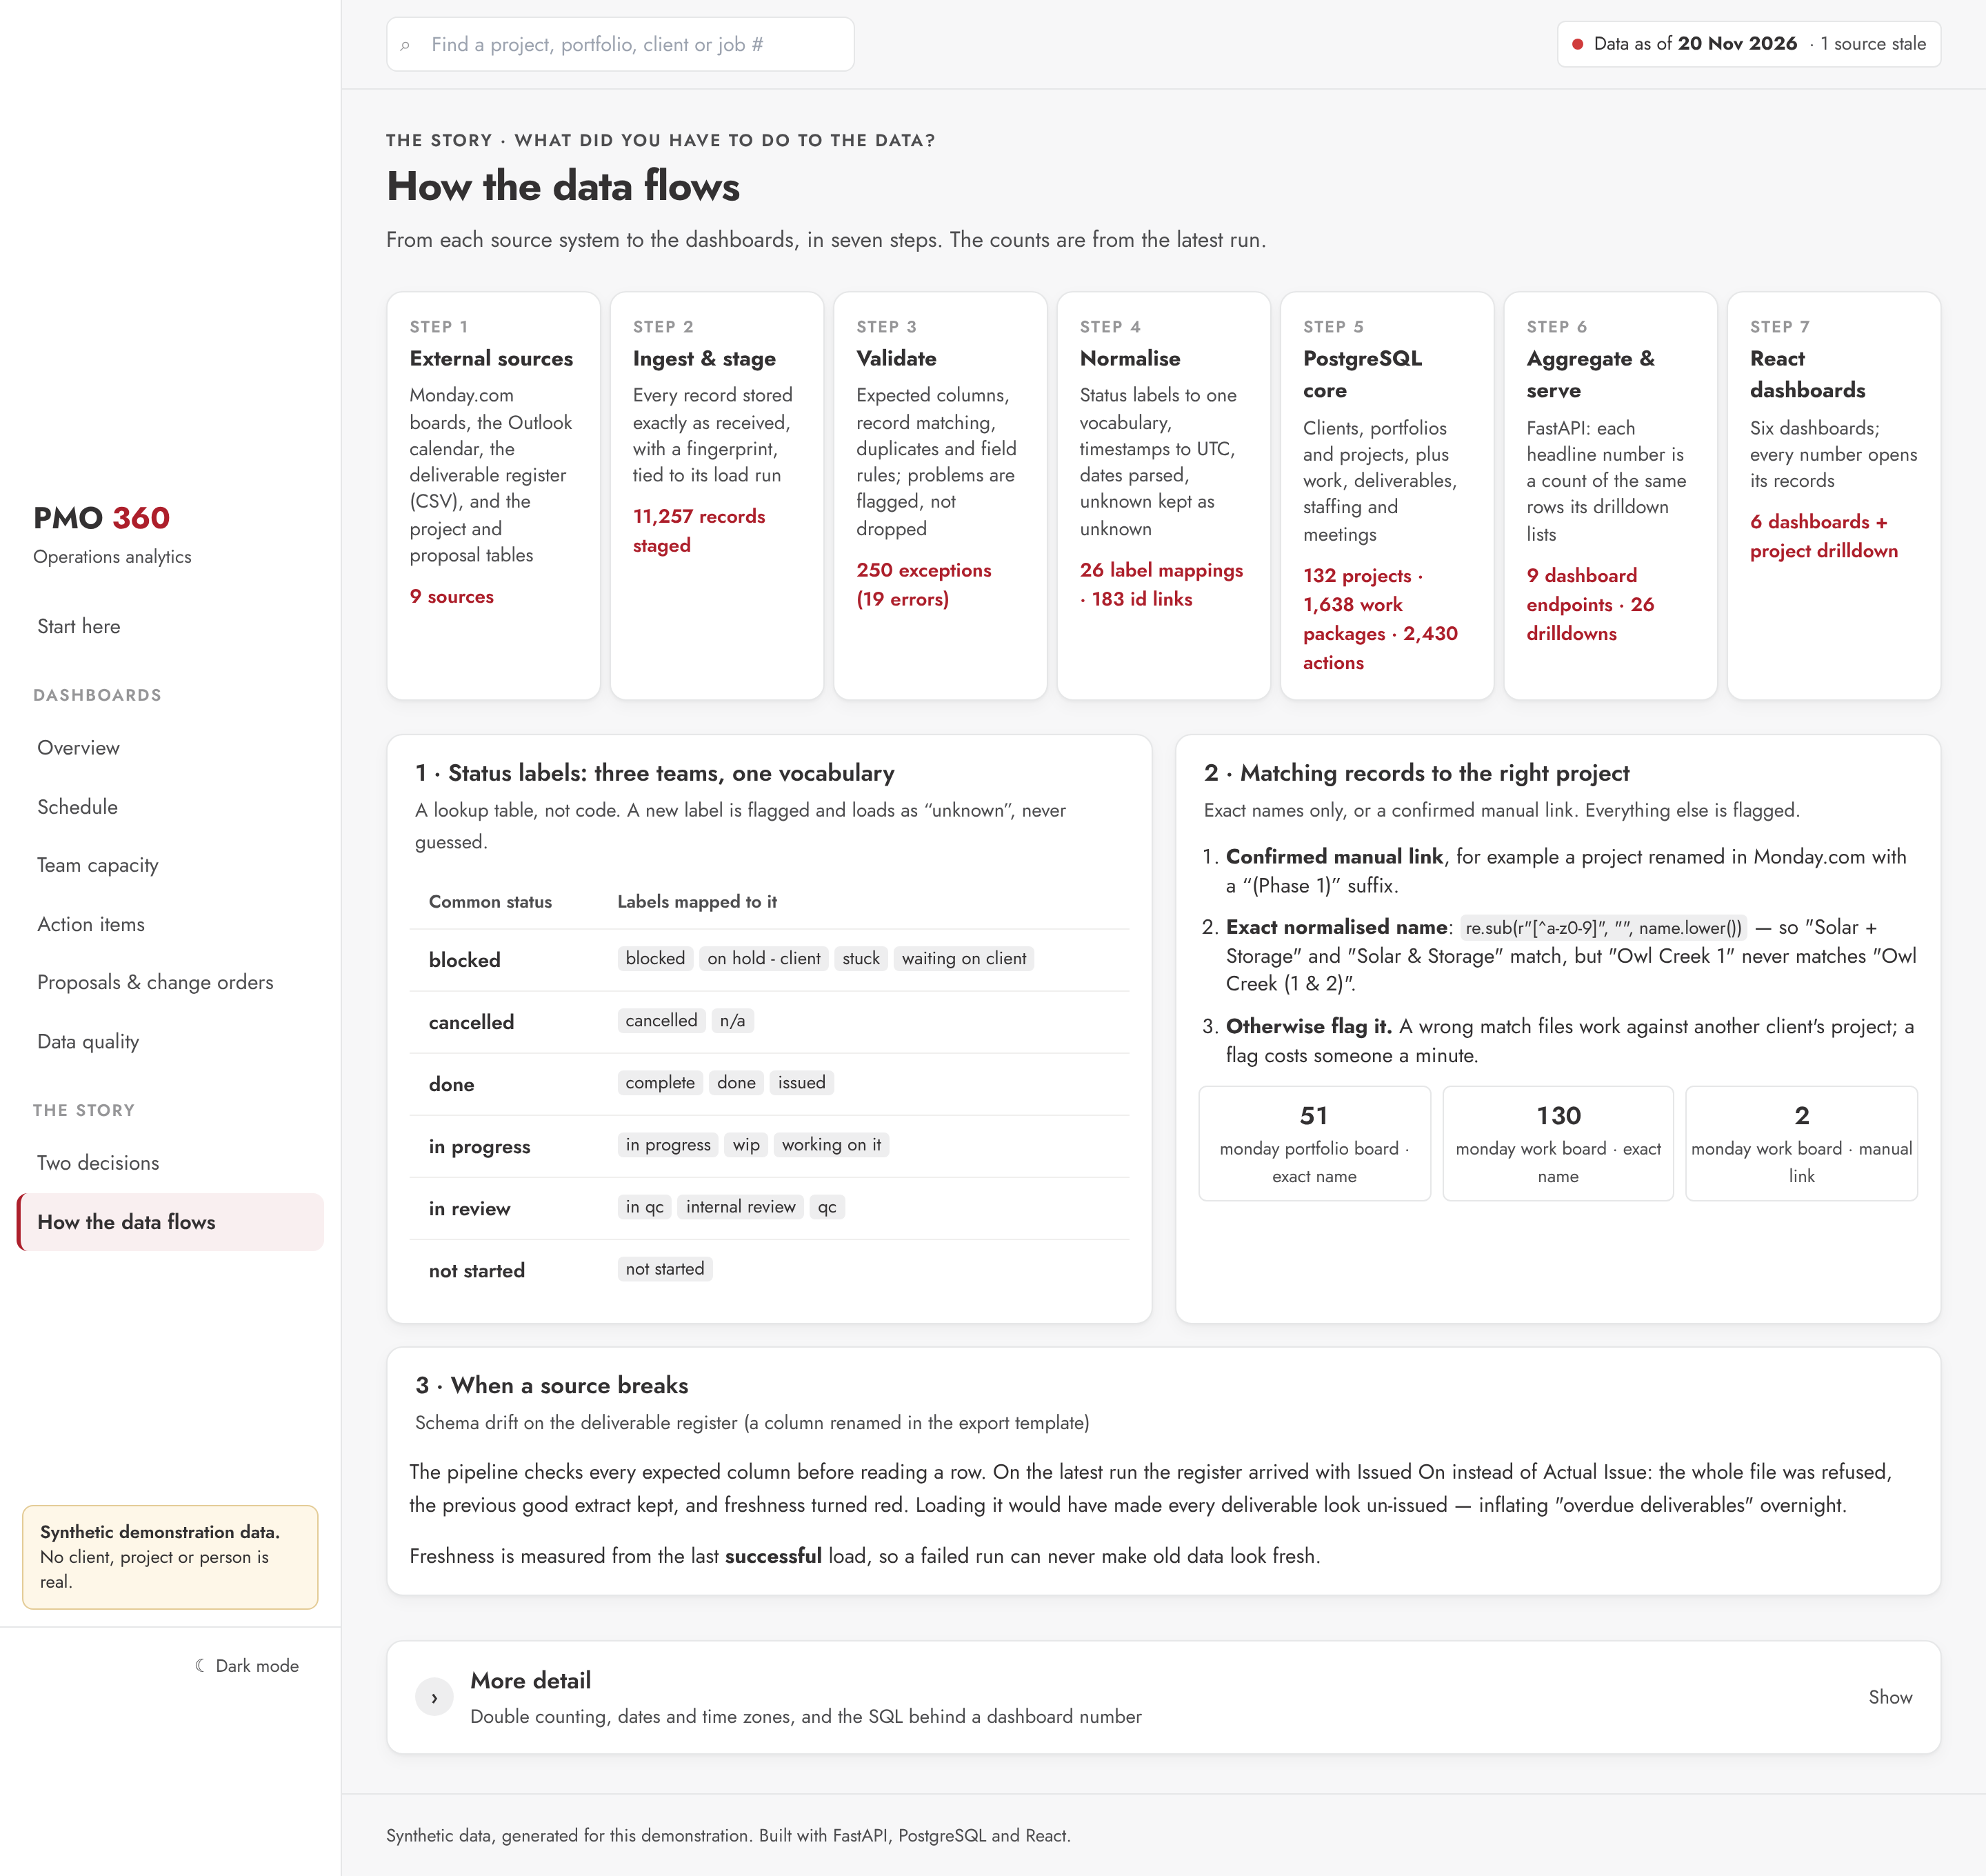 PMO 360
Operations analytics
Start here
DASHBOARDS
Overview
Schedule
Team capacity
Action items
Proposals & change orders
Data quality
THE STORY
Two decisions
How the data flows
Synthetic demonstration data.
No client, project or person is
real.
☾ Dark mode
Find a project, portfolio, client or job #
Data as of 20 Nov 2026 · 1 source stale
THE STORY · WHAT DID YOU HAVE TO DO TO THE DATA?
How the data flows
From each source system to the dashboards, in seven steps. The counts are from the latest run.
STEP 1
External sources
Monday.com
boards, the Outlook
calendar, the
deliverable register
(CSV), and the
project and
proposal tables
9 sources
STEP 2
Ingest & stage
Every record stored
exactly as received,
with a fingerprint,
tied to its load run
11,257 records
staged
STEP 3
Validate
Expected columns,
record matching,
duplicates and field
rules; problems are
flagged, not
dropped
250 exceptions
(19 errors)
STEP 4
Normalise
Status labels to one
vocabulary,
timestamps to UTC,
dates parsed,
unknown kept as
unknown
26 label mappings
· 183 id links
STEP 5
PostgreSQL
core
Clients, portfolios
and projects, plus
work, deliverables,
staffing and
meetings
132 projects ·
1,638 work
packages · 2,430
actions
STEP 6
Aggregate &
serve
FastAPI: each
headline number is
a count of the same
rows its drilldown
lists
9 dashboard
endpoints · 26
drilldowns
STEP 7
React
dashboards
Six dashboards;
every number opens
its records
6 dashboards +
project drilldown
1 · Status labels: three teams, one vocabulary
A lookup table, not code. A new label is flagged and loads as “unknown”, never
guessed.
Common status Labels mapped to it
blocked blocked on hold - client stuck waiting on client
cancelled cancelled n/a
done complete done issued
in progress in progress wip working on it
in review in qc internal review qc
not started not started
2 · Matching records to the right project
Exact names only, or a confirmed manual link. Everything else is flagged.
1. Confirmed manual link, for example a project renamed in Monday.com with
a “(Phase 1)” suffix.
2. Exact normalised name: re.sub(r"[^a-z0-9]", "", name.lower()) — so "Solar +
Storage" and "Solar & Storage" match, but "Owl Creek 1" never matches "Owl
Creek (1 & 2)".
3. Otherwise flag it. A wrong match files work against another client's project; a
flag costs someone a minute.
51
monday portfolio board ·
exact name
130
monday work board · exact
name
2
monday work board · manual
link
3 · When a source breaks
Schema drift on the deliverable register (a column renamed in the export template)
The pipeline checks every expected column before reading a row. On the latest run the register arrived with Issued On instead of Actual Issue: the whole file was refused,
the previous good extract kept, and freshness turned red. Loading it would have made every deliverable look un-issued — inflating "overdue deliverables" overnight.
Freshness is measured from the last successful load, so a failed run can never make old data look fresh.
› More detail
Double counting, dates and time zones, and the SQL behind a dashboard number
Show
Synthetic data, generated for this demonstration. Built with FastAPI, PostgreSQL and React.